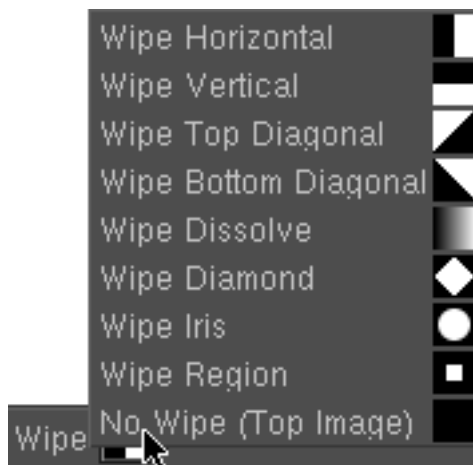 Wipe Horizontal
Wipe Vertical
Wipe Top Diagonal
Wipe Bottom Diagonal
Wipe Dissolve
Wipe Diamond
Wipe Iris
Wipe Region
No Wipe (Top Image)
Wipe